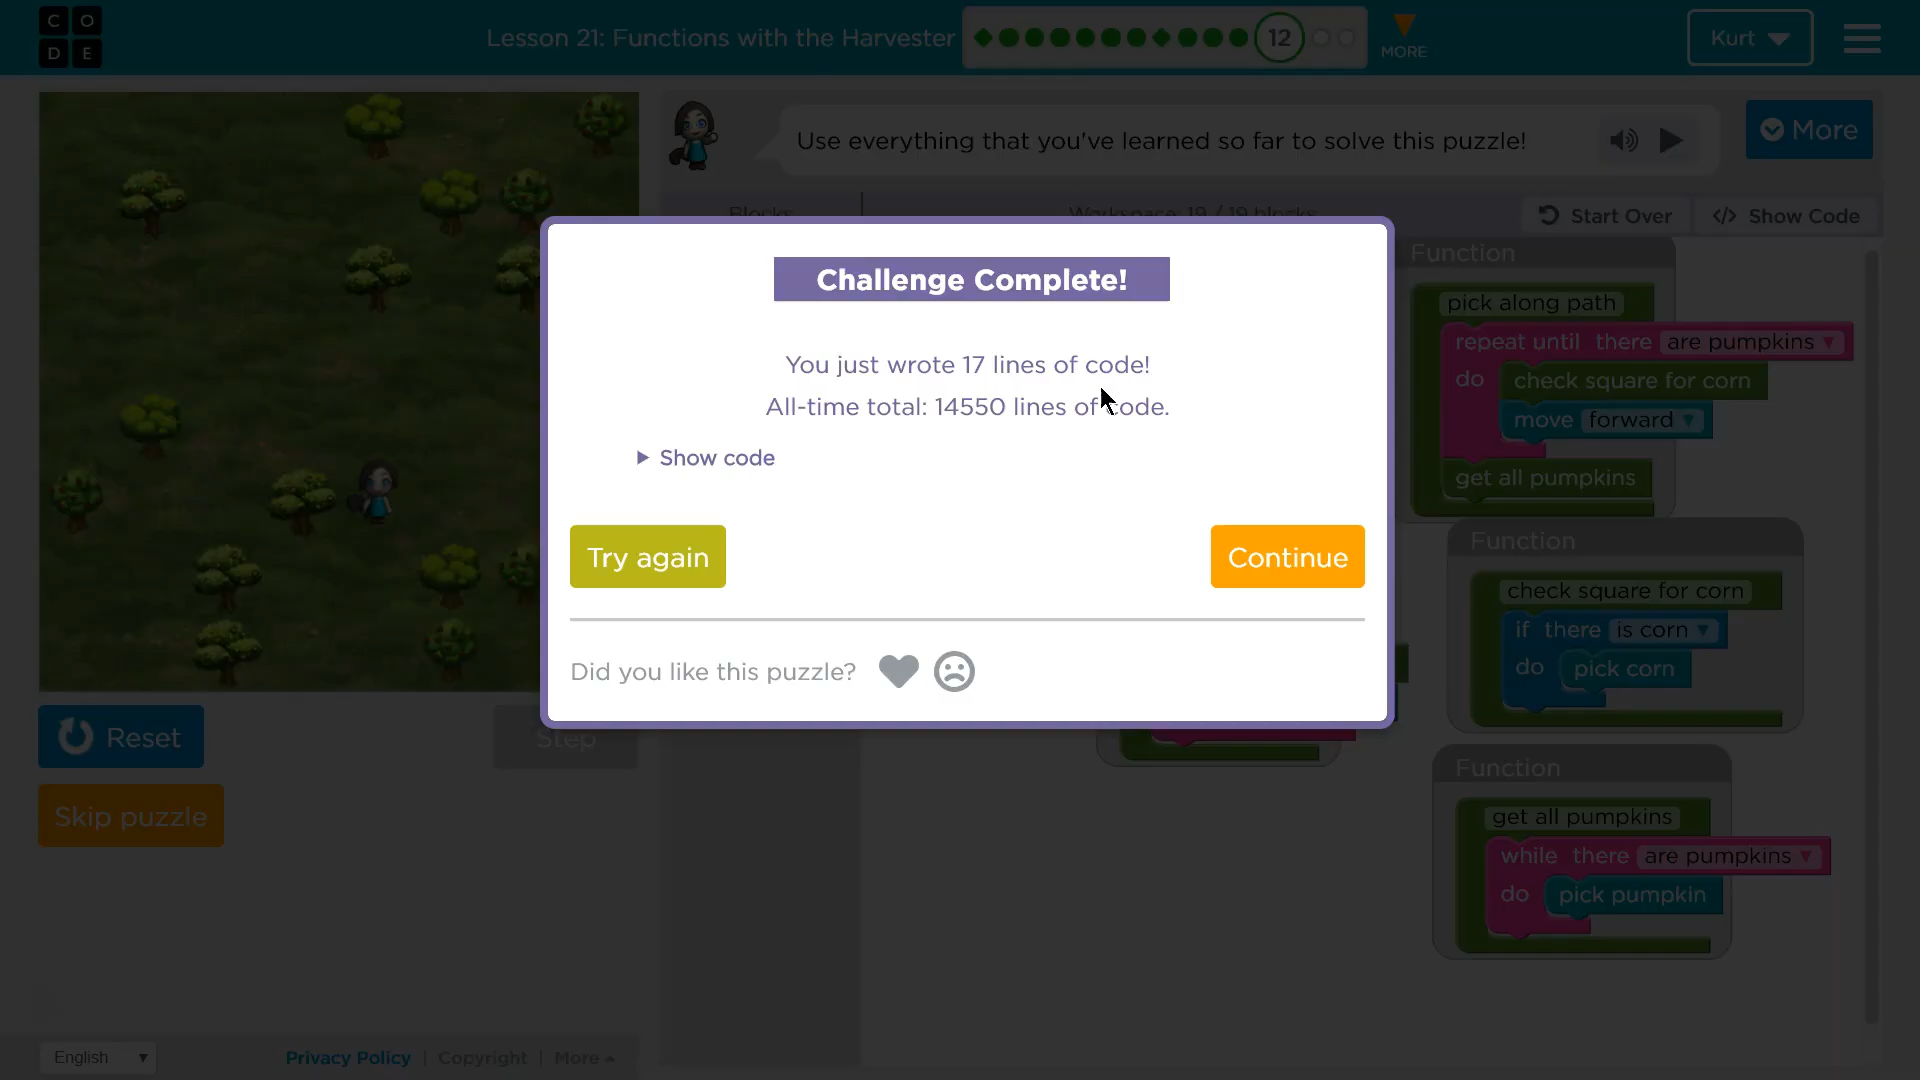 C O
D E
Lesson 21: Functions with the Harvester
12
MORE
Kurt
Use everything that you've learned so far to solve this puzzle!
More
Blocks
Workspace: 19 / 19 blocks
Start Over
</> Show Code
Function
pick along path
repeat until there are pumpkins
do check square for corn
move forward
get all pumpkins
Function
check square for corn
if there is corn
do pick corn
Function
get all pumpkins
while there are pumpkins
do pick pumpkin
Challenge Complete!
You just wrote 17 lines of code!
All-time total: 14550 lines of code.
Show code
Try again
Continue
Did you like this puzzle?
Reset
Step
Skip puzzle
English
Privacy Policy | Copyright | More